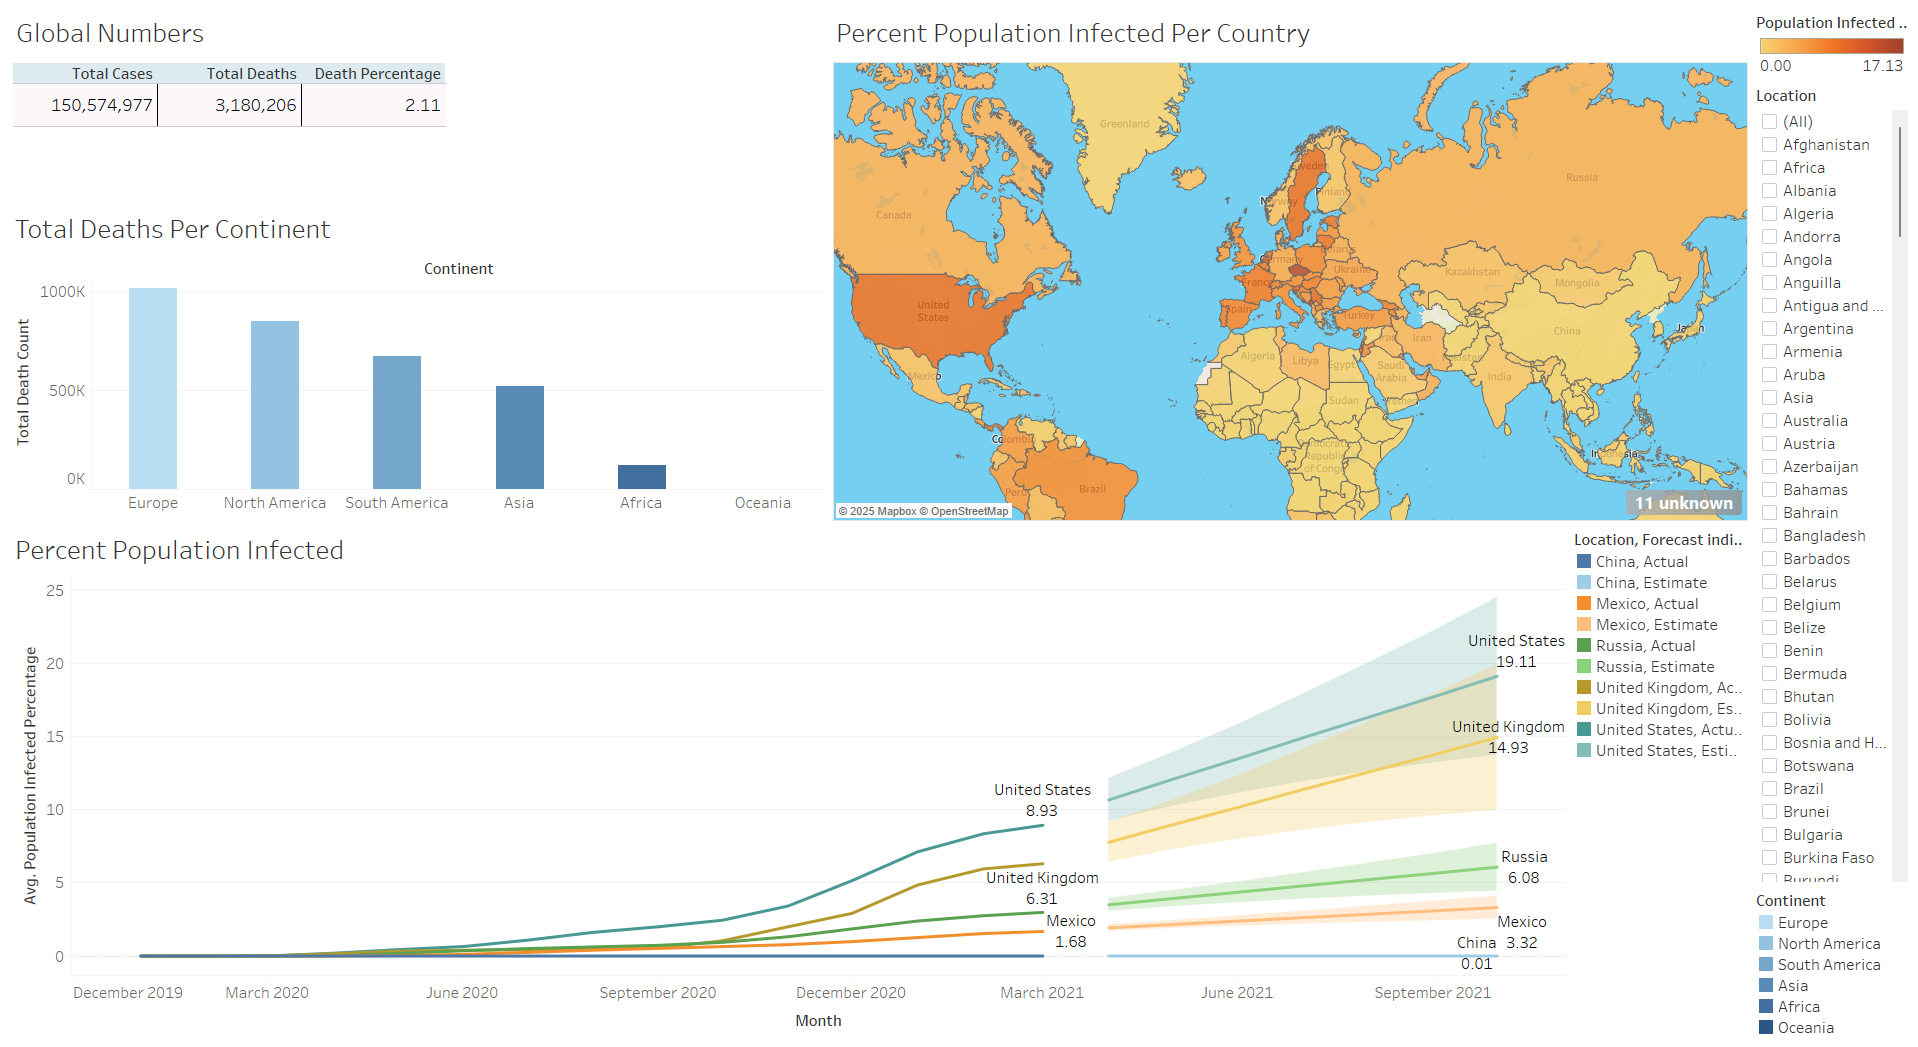 Global Numbers
Total Cases Total Deaths Death Percentage
150,574,977 3,180,206 2.11
Total Deaths Per Continent
Continent
Total Death Count
1000K
500K
0K
Europe North America South America Asia Africa Oceania
Percent Population Infected Per Country
Greenland
Canada
Russia
Sweden
Finland
Norway
Belarus
Germany
Ukraine
France
Kazakhstan
Mongolia
United
States
Spain
Turkey
China
Japan
Algeria
Libya
Egypt
Iraq
Iran
Pakistan
Saudi
Arabia
India
Mexico
Sudan
Yemen
Colombia
Democratic
Republic
of Congo
Indonesia
Peru
Brazil
© 2025 Mapbox © OpenStreetMap
11 unknown
Population Infected ..
0.00 17.13
Location
(All)
Afghanistan
Africa
Albania
Algeria
Andorra
Angola
Anguilla
Antigua and ...
Argentina
Armenia
Aruba
Asia
Australia
Austria
Azerbaijan
Bahamas
Bahrain
Bangladesh
Barbados
Belarus
Belgium
Belize
Benin
Bermuda
Bhutan
Bolivia
Bosnia and H...
Botswana
Brazil
Brunei
Bulgaria
Burkina Faso
Burundi
Percent Population Infected
Avg. Population Infected Percentage
25
20
15
10
5
0
United States
8.93
United Kingdom
6.31
Mexico
1.68
United States
19.11
United Kingdom
14.93
Russia
6.08
Mexico
3.32
China
0.01
December 2019 March 2020 June 2020 September 2020 December 2020 March 2021 June 2021 September 2021
Month
Location, Forecast indi..
China, Actual
China, Estimate
Mexico, Actual
Mexico, Estimate
Russia, Actual
Russia, Estimate
United Kingdom, Ac..
United Kingdom, Es..
United States, Actu..
United States, Esti..
Continent
Europe
North America
South America
Asia
Africa
Oceania